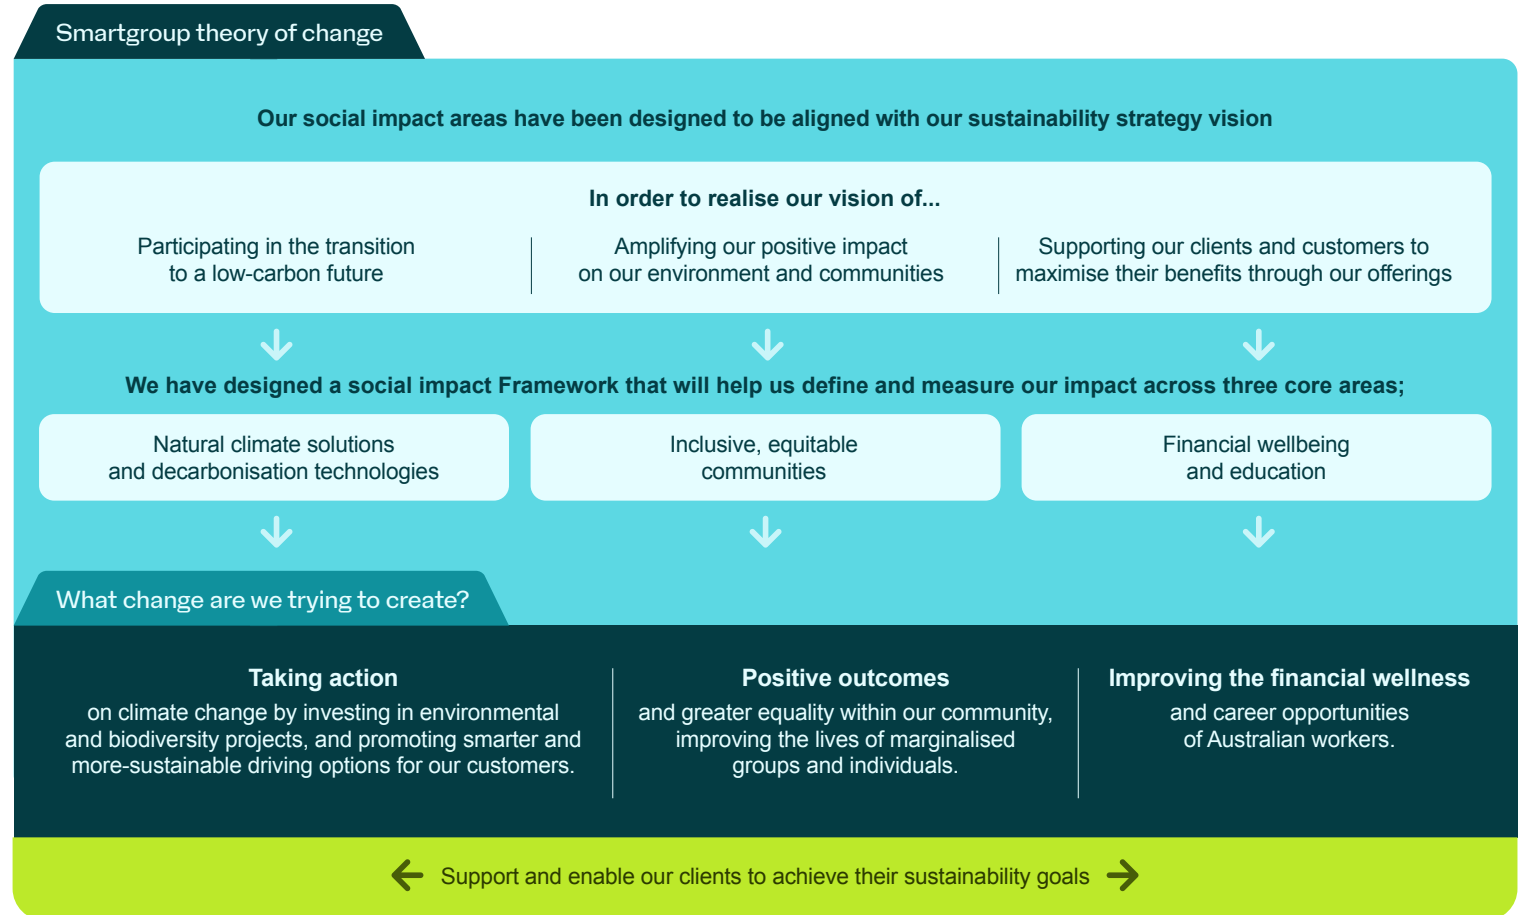 Smartgroup theory of change
Our social impact areas have been designed to be aligned with our sustainability strategy vision
In order to realise our vision of...
Participating in the transition
to a low-carbon future
Amplifying our positive impact
on our environment and communities
Supporting our clients and customers to
maximise their benefits through our offerings
We have designed a social impact Framework that will help us define and measure our impact across three core areas;
Natural climate solutions
and decarbonisation technologies
Inclusive, equitable
communities
Financial wellbeing
and education
What change are we trying to create?
Taking action
on climate change by investing in environmental
and biodiversity projects, and promoting smarter and
more-sustainable driving options for our customers.
Positive outcomes
and greater equality within our community,
improving the lives of marginalised
groups and individuals.
Improving the financial wellness
and career opportunities
of Australian workers.
Support and enable our clients to achieve their sustainability goals